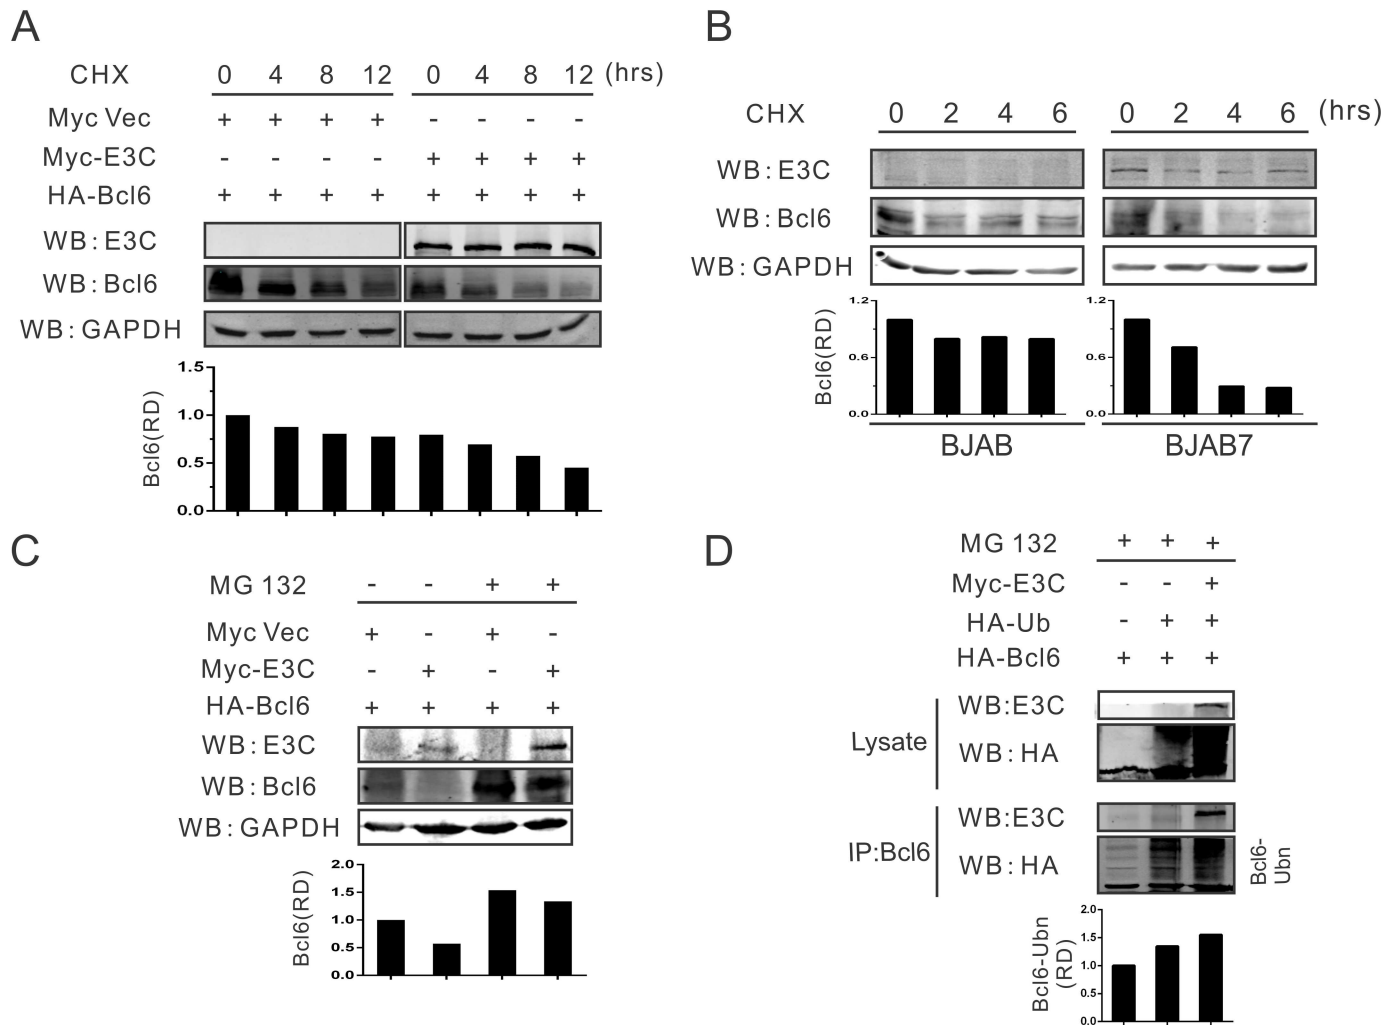 A
CHX 0 4 8 12 0 4 8 12 (hrs)
Myc Vec + + + + - - - -
Myc-E3C - - - - + + + +
HA-Bcl6 + + + + + + + +
WB: E3C
WB: Bcl6
WB: GAPDH
Bcl6(RD)
1.5
1.0
0.5
0.0
B
CHX 0 2 4 6 0 2 4 6 (hrs)
WB: E3C
WB: Bcl6
WB: GAPDH
Bcl6(RD)
1.2
0.6
0.0
1.2
0.6
0.0
BJAB BJAB7
C
MG 132 - - + +
Myc Vec + - + -
Myc-E3C - + - +
HA-Bcl6 + + + +
WB: E3C
WB: Bcl6
WB: GAPDH
Bcl6(RD)
2.0
1.5
1.0
0.5
0.0
D
MG 132 + + +
Myc-E3C - - +
HA-Ub - + +
HA-Bcl6 + + +
Lysate
WB:E3C
WB: HA
IP:Bcl6
WB:E3C
WB: HA
Bcl6-
Ubn
Bcl6-Ubn
(RD)
2.0
1.5
1.0
0.5
0.0